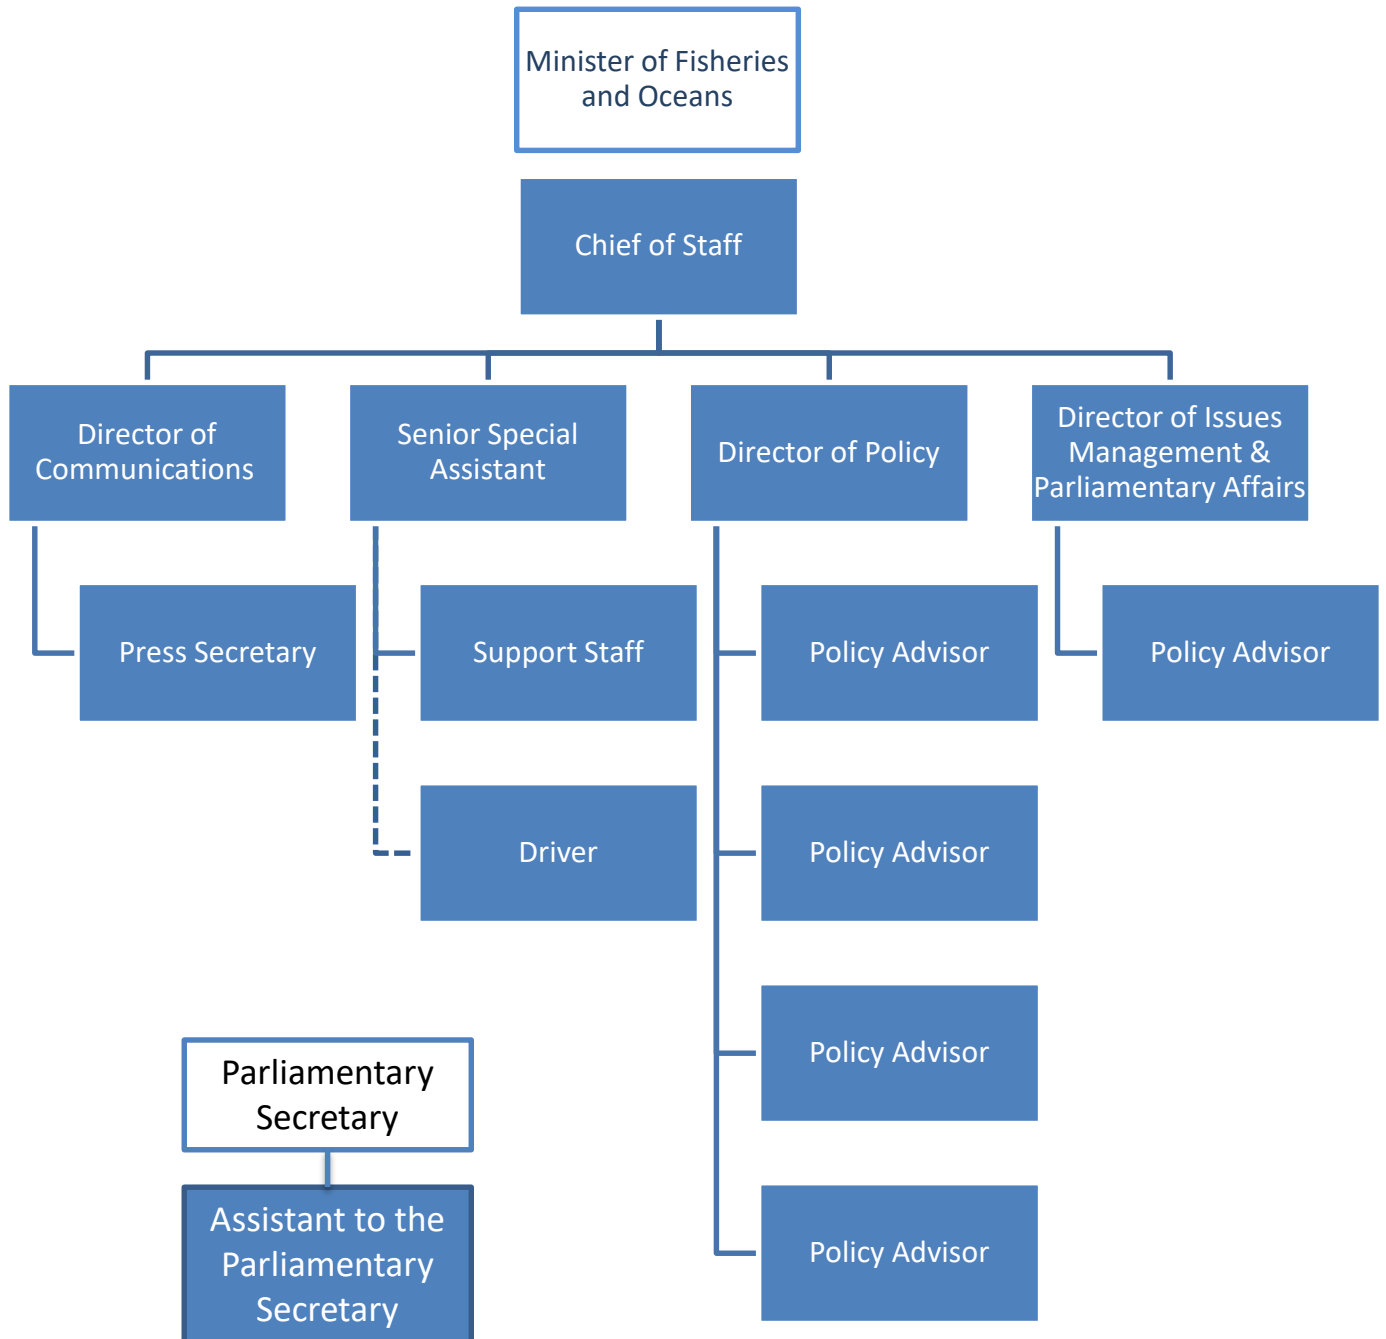 Minister of Fisheries
and Oceans
Chief of Staff
Director of
Communications
Senior Special
Assistant
Director of Policy
Director of Issues
Management &
Parliamentary Affairs
Press Secretary
Support Staff
Policy Advisor
Policy Advisor
Driver
Policy Advisor
Policy Advisor
Parliamentary
Secretary
Assistant to the
Parliamentary
Secretary
Policy Advisor